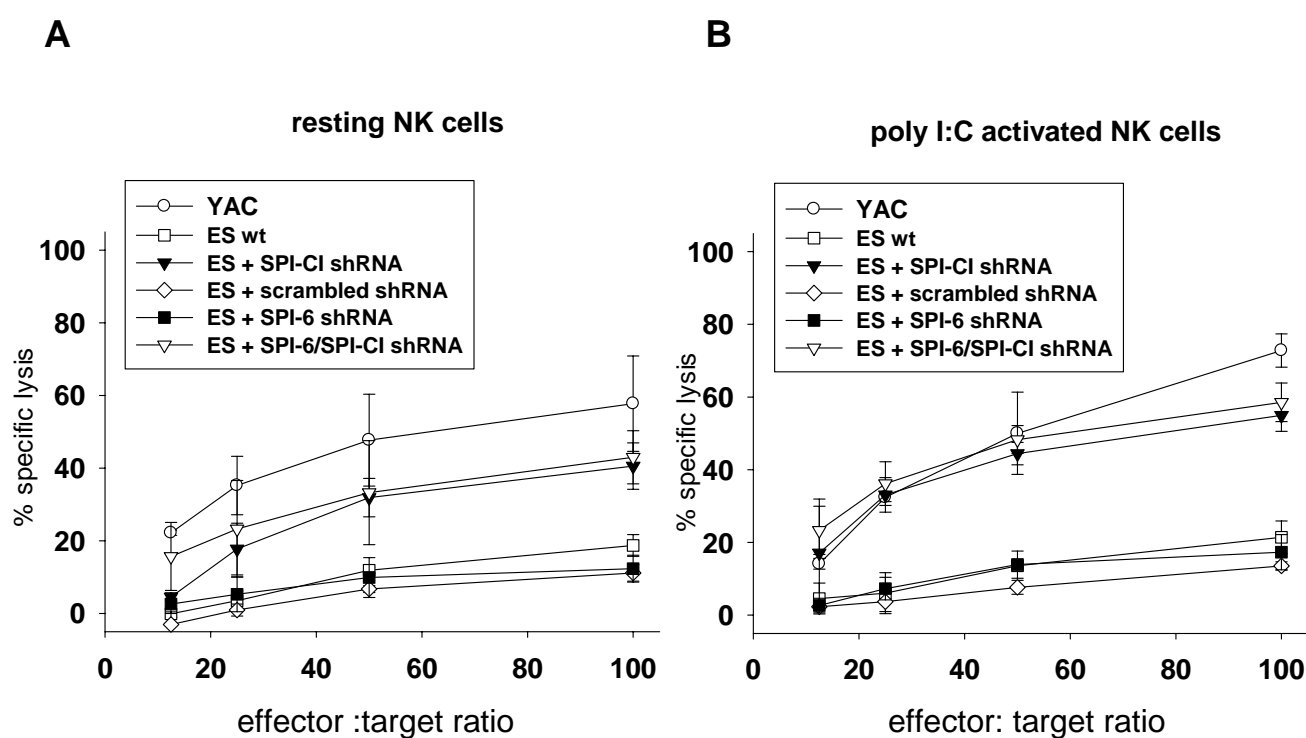 A
B
resting NK cells
poly I:C activated NK cells
YAC
ES wt
ES + SPI-CI shRNA
ES + scrambled shRNA
ES + SPI-6 shRNA
ES + SPI-6/SPI-CI shRNA
YAC
ES wt
ES + SPI-CI shRNA
ES + scrambled shRNA
ES + SPI-6 shRNA
ES + SPI-6/SPI-CI shRNA
% specific lysis
100
80
60
40
20
0
0 20 40 60 80 100
effector :target ratio
% specific lysis
100
80
60
40
20
0
0 20 40 60 80 100
effector: target ratio